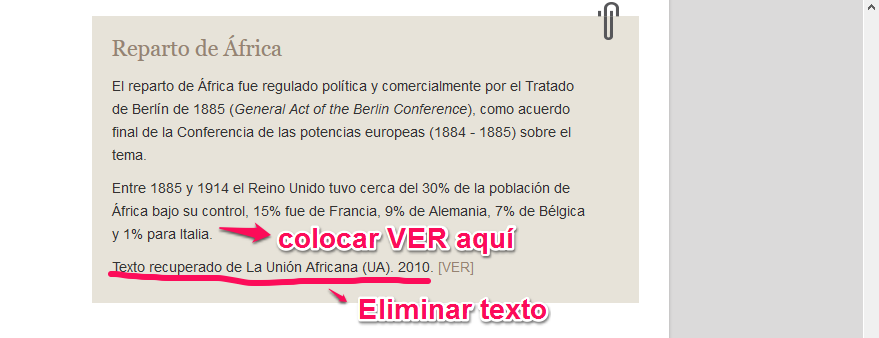 Reparto de África
El reparto de África fue regulado política y comercialmente por el Tratado
de Berlín de 1885 (General Act of the Berlin Conference), como acuerdo
final de la Conferencia de las potencias europeas (1884 - 1885) sobre el
tema.
Entre 1885 y 1914 el Reino Unido tuvo cerca del 30% de la población de
África bajo su control, 15% fue de Francia, 9% de Alemania, 7% de Bélgica
y 1% para Italia.
colocar VER aquí
Texto recuperado de La Unión Africana (UA). 2010. [VER]
Eliminar texto